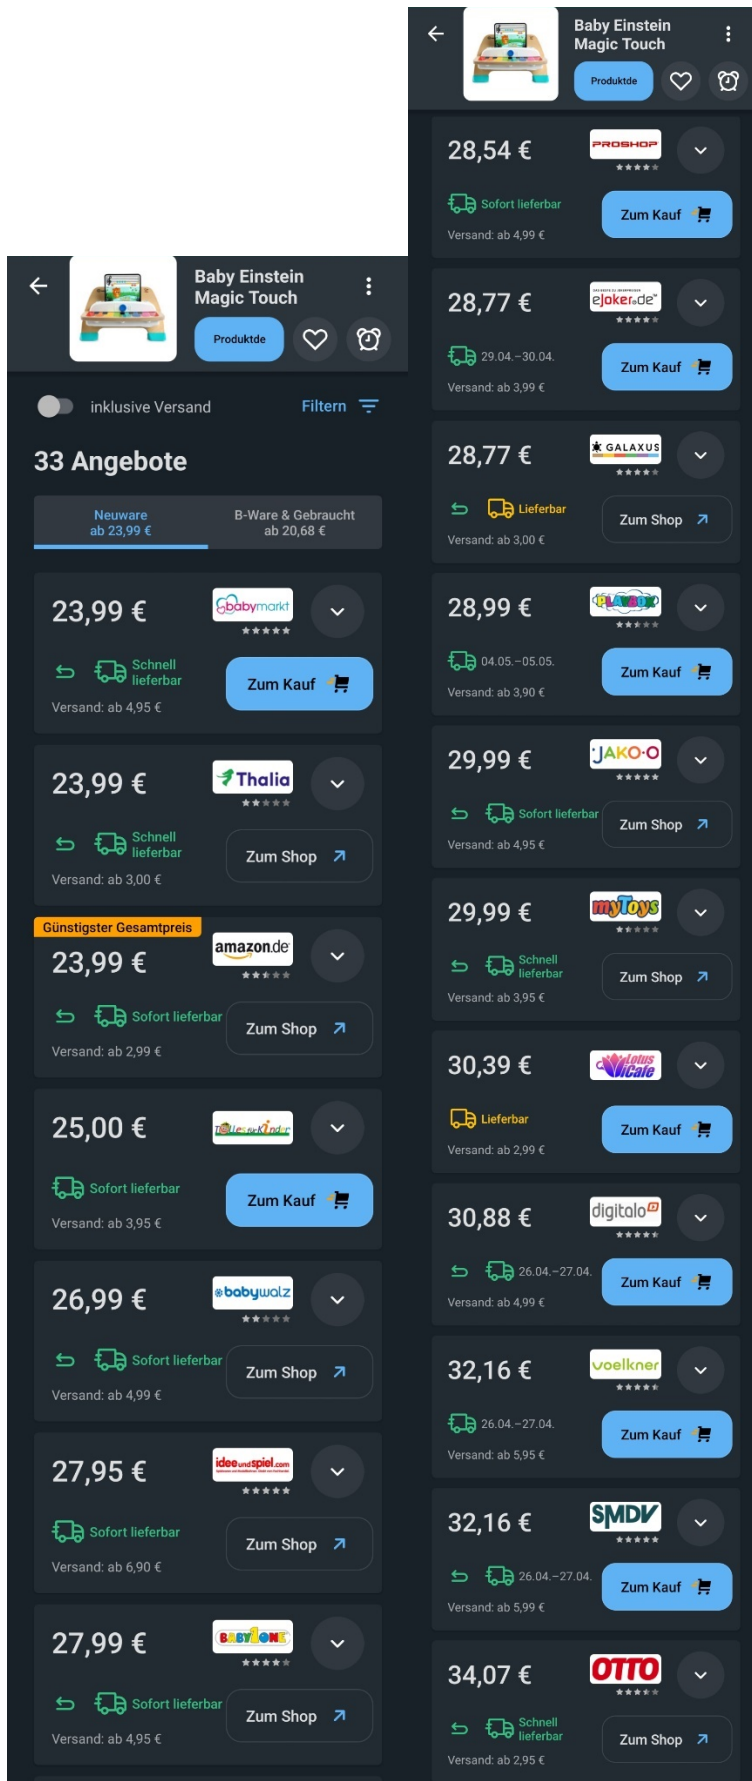 Baby Einstein
Magic Touch
Produktde
inklusive Versand
Filtern
33 Angebote
Neuware
ab 23,99 €
B-Ware & Gebraucht
ab 20,68 €
23,99 €
babymarkt
Schnell
lieferbar
Zum Kauf
Versand: ab 4,95 €
23,99 €
Thalia
Schnell
lieferbar
Zum Shop
Versand: ab 3,00 €
Günstigster Gesamtpreis
23,99 €
amazon.de
Sofort lieferbar
Zum Shop
Versand: ab 2,99 €
25,00 €
TollesfürKinder
Sofort lieferbar
Zum Kauf
Versand: ab 3,95 €
26,99 €
babywalz
Sofort lieferbar
Zum Shop
Versand: ab 4,99 €
27,95 €
idee und spiel.com
Sofort lieferbar
Zum Shop
Versand: ab 6,90 €
27,99 €
BABY1ONE
Sofort lieferbar
Zum Shop
Versand: ab 4,95 €
Baby Einstein
Magic Touch
Produktde
28,54 €
PROSHOP
Sofort lieferbar
Zum Kauf
Versand: ab 4,99 €
28,77 €
eJoker.de
29.04.–30.04.
Zum Kauf
Versand: ab 3,99 €
28,77 €
GALAXUS
Lieferbar
Zum Shop
Versand: ab 3,00 €
28,99 €
PLAYBOX
04.05.–05.05.
Zum Kauf
Versand: ab 3,90 €
29,99 €
JAKO-O
Sofort lieferbar
Zum Shop
Versand: ab 4,95 €
29,99 €
myToys
Schnell
lieferbar
Zum Shop
Versand: ab 3,95 €
30,39 €
Lotus
ViCafe
Lieferbar
Zum Kauf
Versand: ab 2,99 €
30,88 €
digitalo
26.04.–27.04.
Zum Kauf
Versand: ab 4,99 €
32,16 €
voelkner
26.04.–27.04.
Zum Kauf
Versand: ab 5,95 €
32,16 €
SMDV
26.04.–27.04.
Zum Kauf
Versand: ab 5,99 €
34,07 €
OTTO
Schnell
lieferbar
Zum Shop
Versand: ab 2,95 €